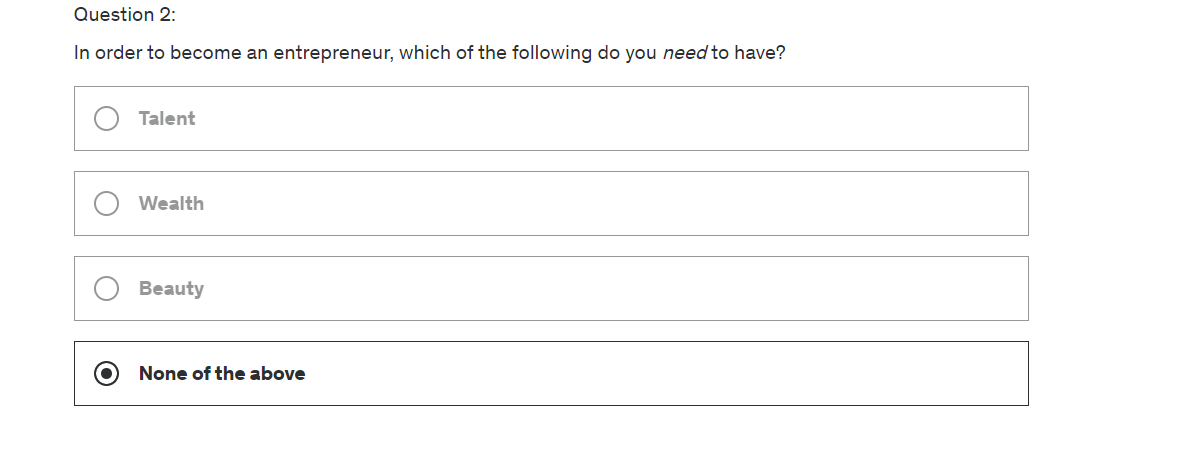 Question 2:
In order to become an entrepreneur, which of the following do you need to have?
Talent
Wealth
Beauty
None of the above